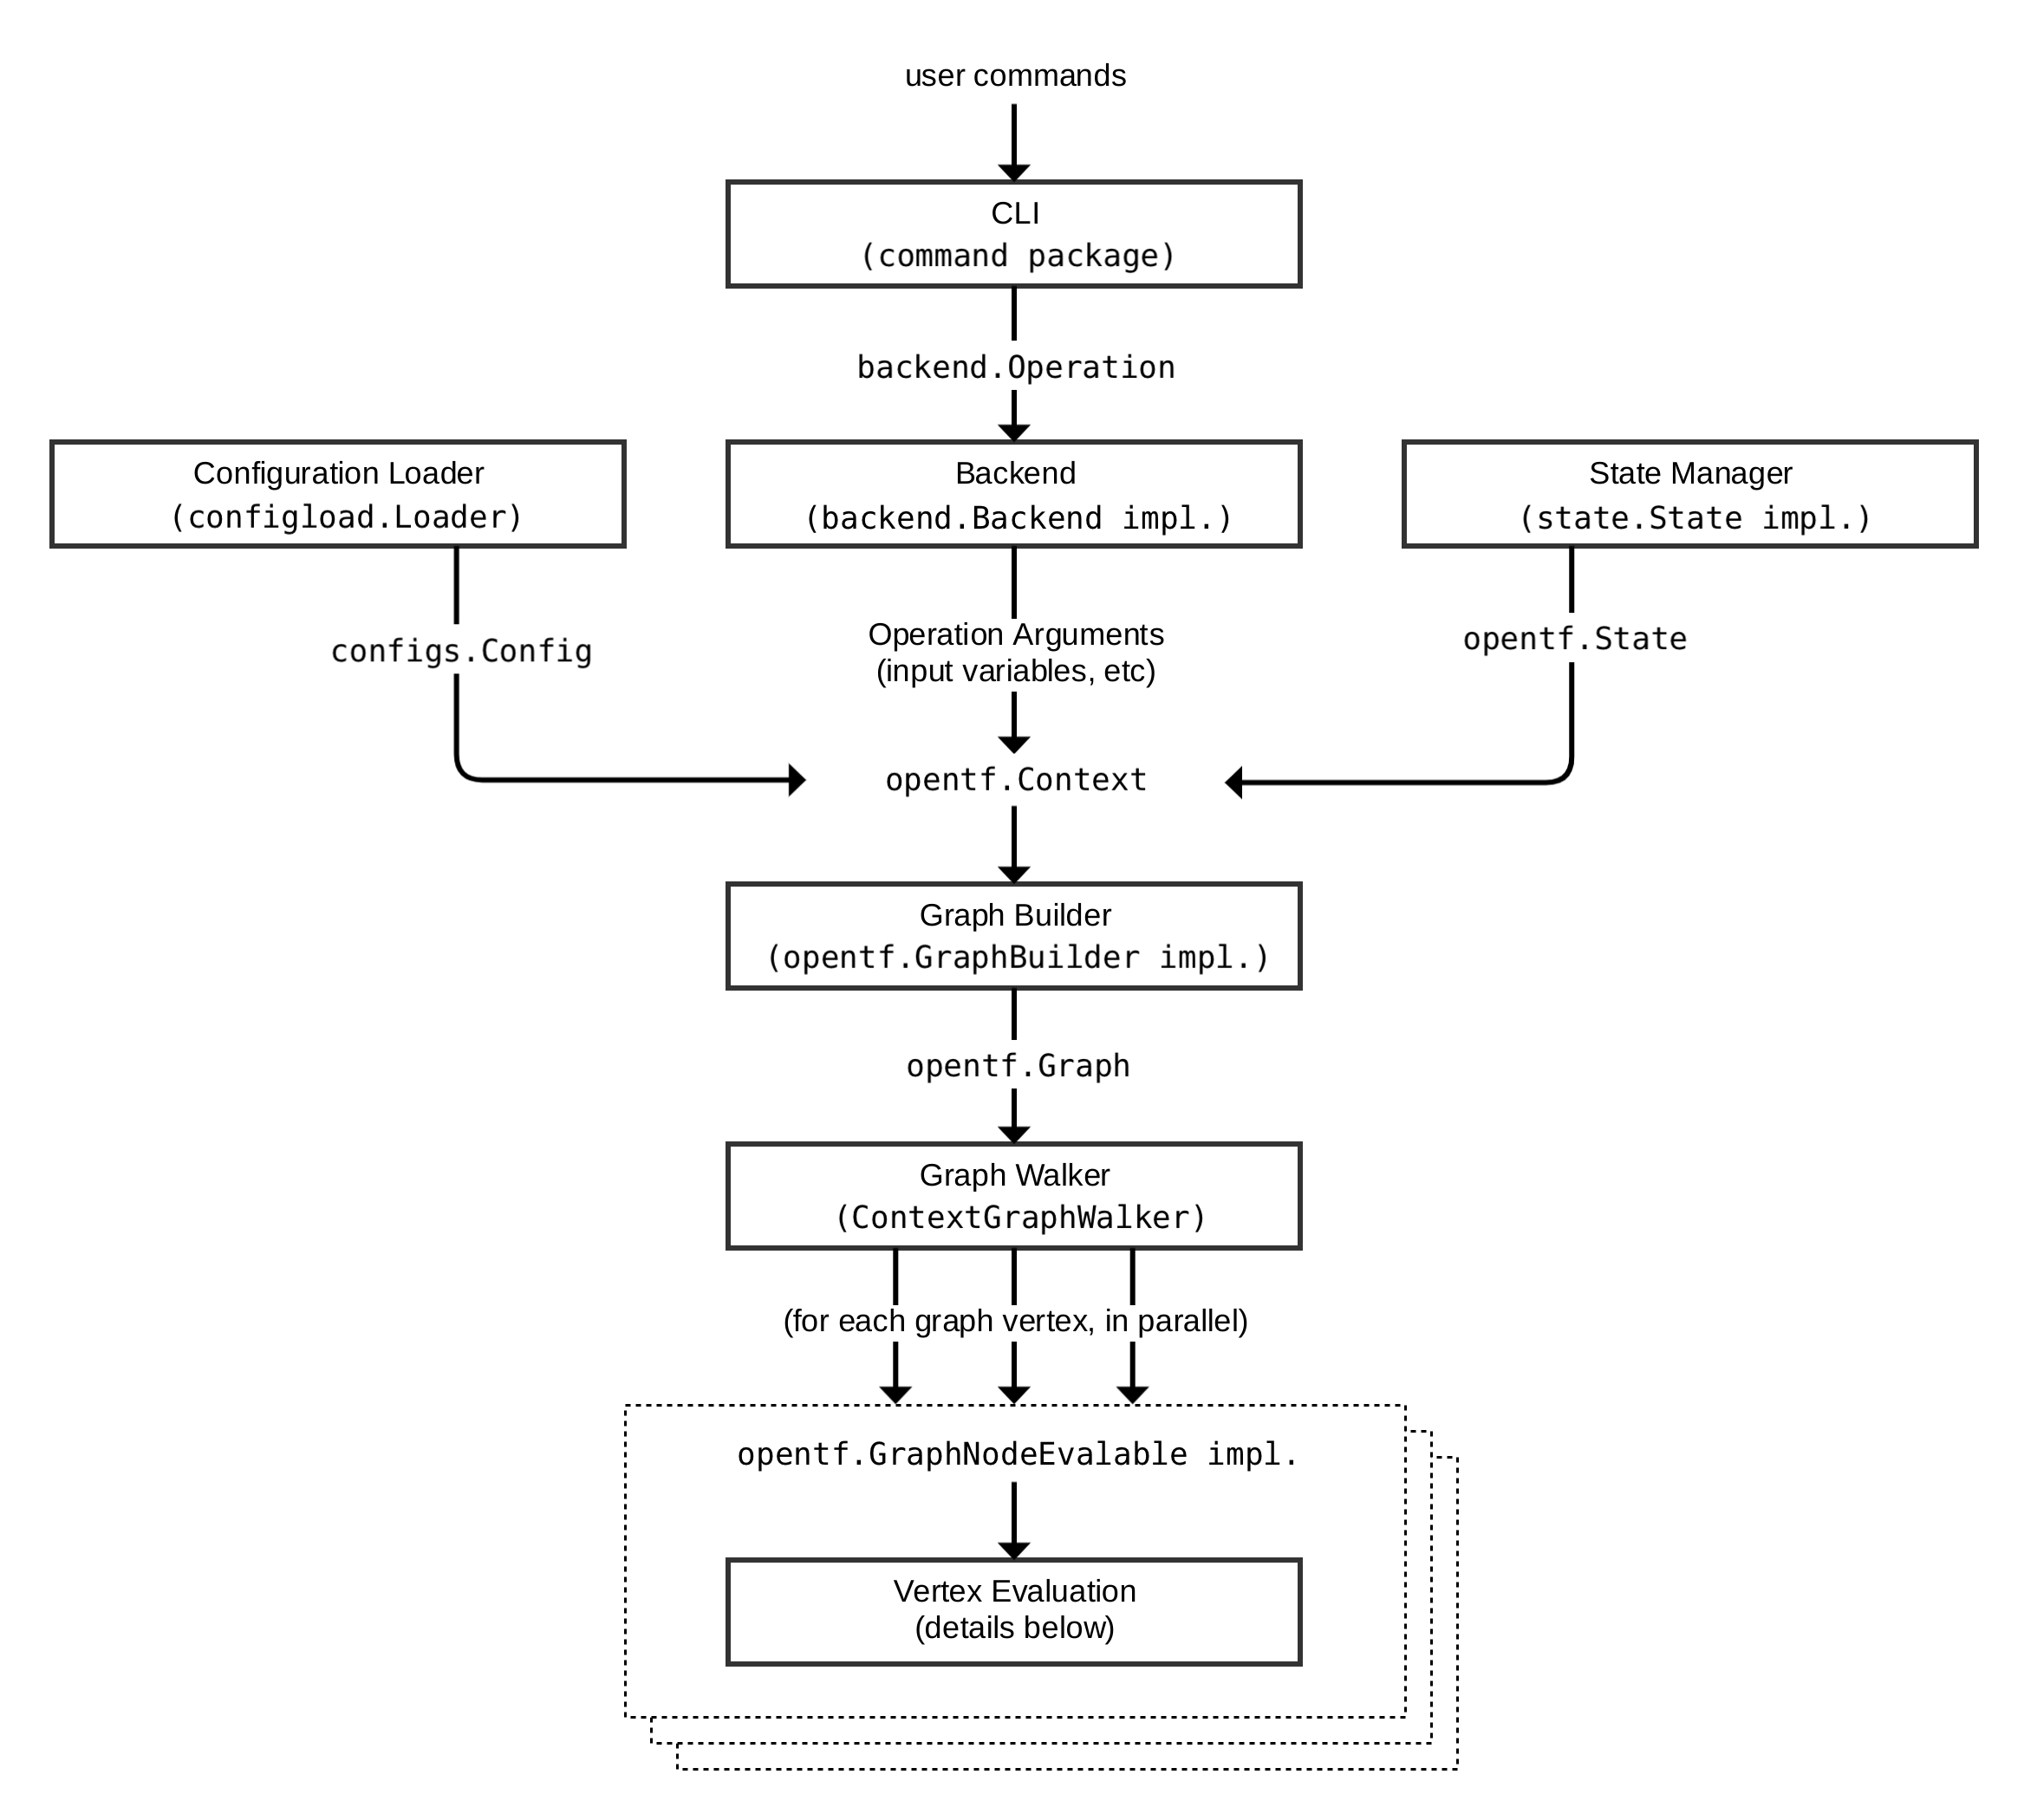 user commands
CLI
(command package)
backend.Operation
Configuration Loader
(configload.Loader)
Backend
(backend.Backend impl.)
State Manager
(state.State impl.)
configs.Config
Operation Arguments
(input variables, etc)
opentf.State
opentf.Context
Graph Builder
(opentf.GraphBuilder impl.)
opentf.Graph
Graph Walker
(ContextGraphWalker)
(for each graph vertex, in parallel)
opentf.GraphNodeEvalable impl.
Vertex Evaluation
(details below)